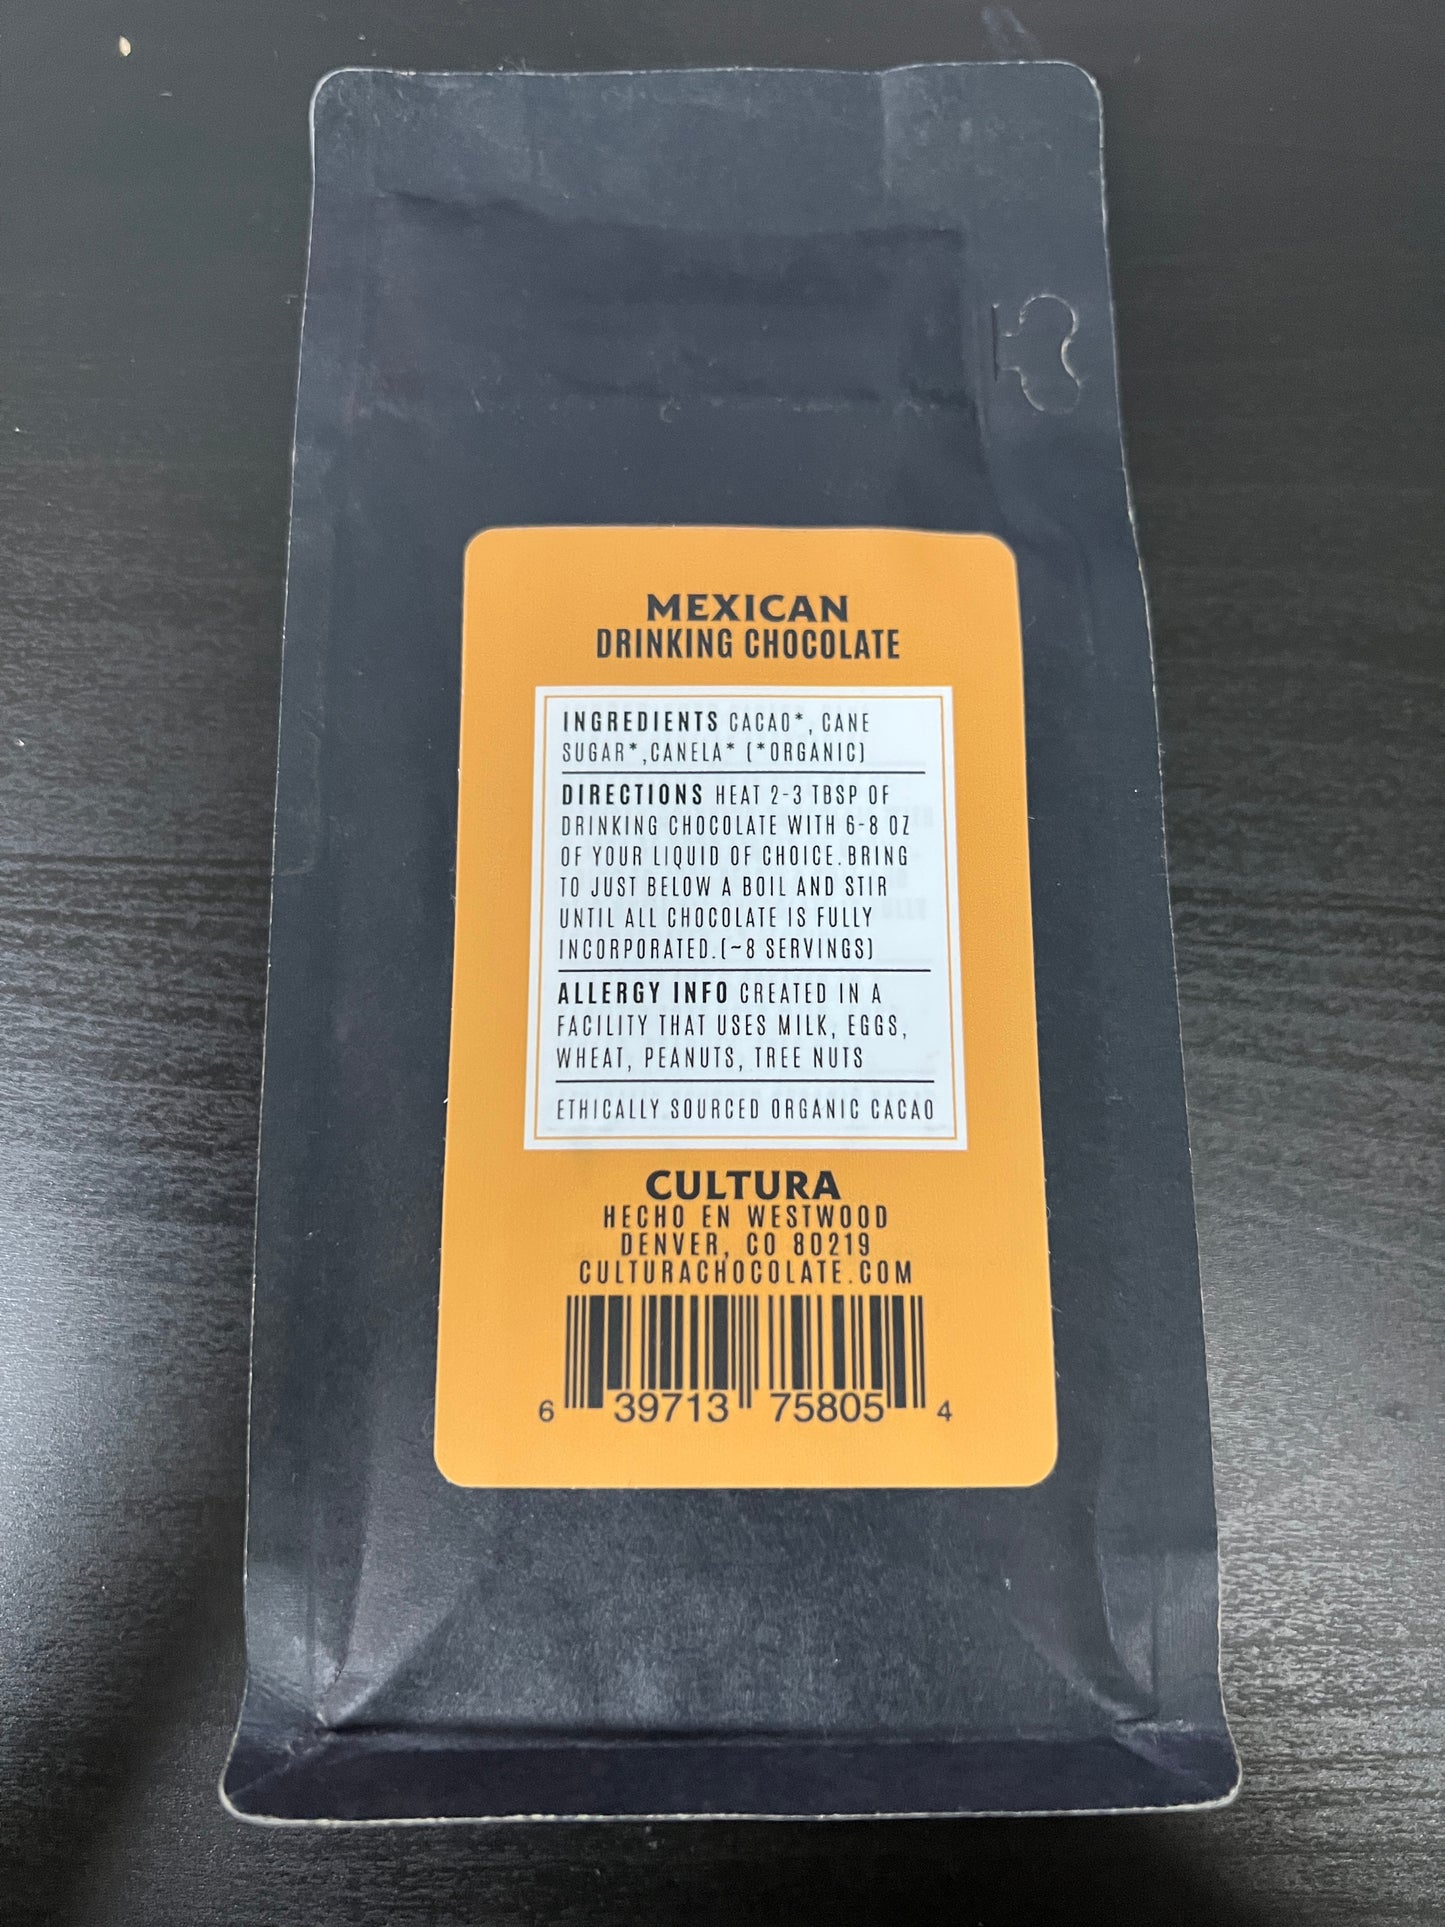 MEXICAN
DRINKING CHOCOLATE
INGREDIENTS CACAO*, CANE
SUGAR*,CANELA* (*ORGANIC)
DIRECTIONS HEAT 2-3 TBSP OF
DRINKING CHOCOLATE WITH 6-8 OZ
OF YOUR LIQUID OF CHOICE. BRING
TO JUST BELOW A BOIL AND STIR
UNTIL ALL CHOCOLATE IS FULLY
INCORPORATED.(~8 SERVINGS)
ALLERGY INFO CREATED IN A
FACILITY THAT USES MILK, EGGS,
WHEAT, PEANUTS, TREE NUTS
ETHICALLY SOURCED ORGANIC CACAO
CULTURA
HECHO EN WESTWOOD
DENVER, CO 80219
CULTURACHOCOLATE.COM
6 39713 75805 4